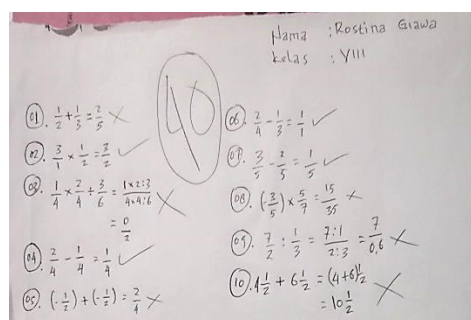 Nama : Rostina Giawa
Kelas : VIII
40
01. 1/2 + 1/3 = 2/5 ×
02. 3/1 × 1/2 = 3/2 ✓
03. 1/4 × 2/4 ÷ 3/6 = 1×2:3/4×4:6 ×
= 0/2
04. 2/4 - 1/4 = 1/4 ✓
05. (-1/2) + (-1/2) = 2/4 ×
06. 2/4 - 1/3 = 1/1 ✓
07. 3/5 - 2/5 = 1/5 ✓
08. (-3/5) × 5/7 = 15/35 ×
09. 7/2 : 1/3 = 7:1/2:3 = 7/0,6 ×
10. 4 1/2 + 6 1/2 = (4+6) 1/2 ×
= 10 1/2